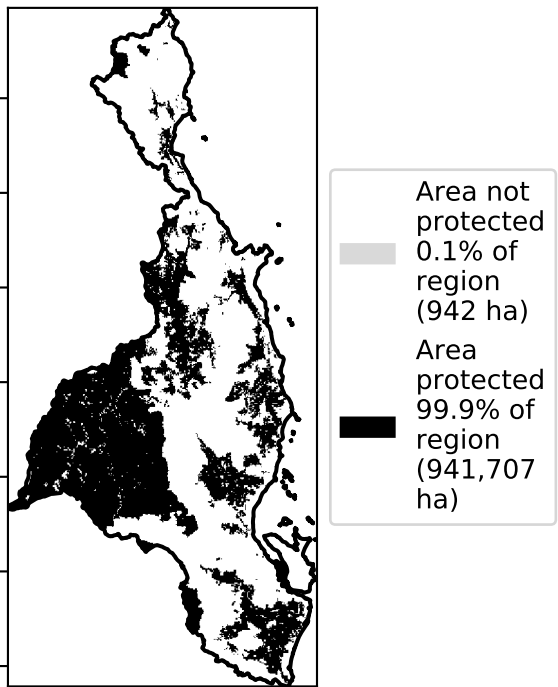 Area not
protected
0.1% of
region
(942 ha)
Area
protected
99.9% of
region
(941,707
ha)